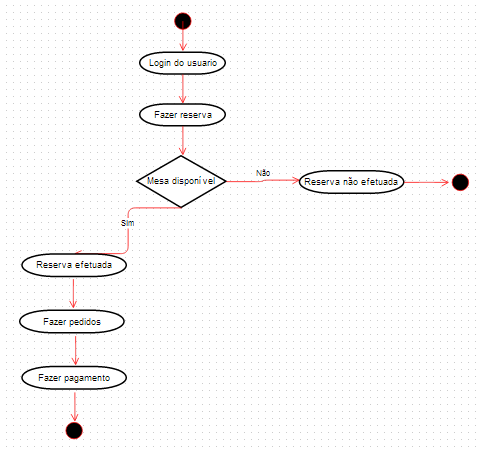 Login do usuario
Fazer reserva
Mesa disponível
Não
Reserva não efetuada
Sim
Reserva efetuada
Fazer pedidos
Fazer pagamento